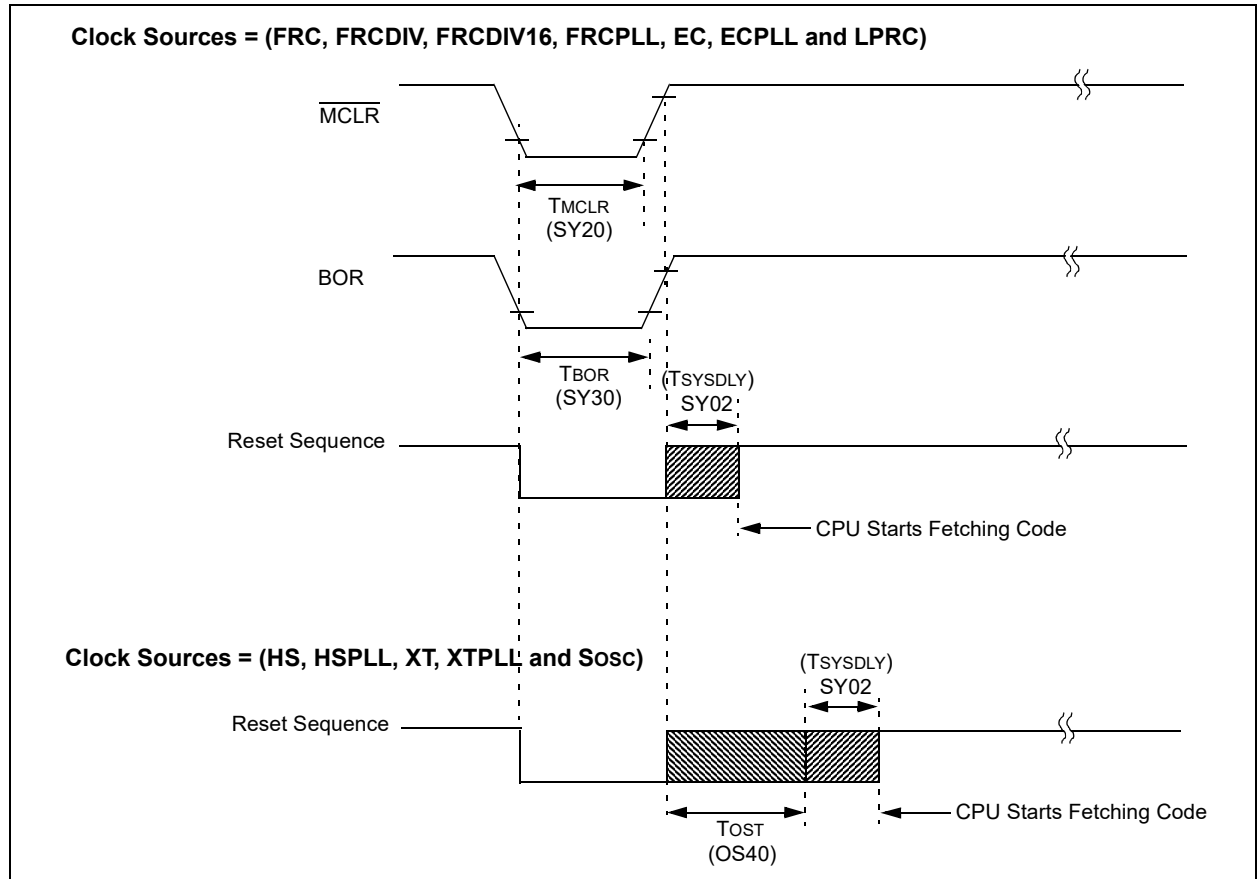 Clock Sources = (FRC, FRCDIV, FRCDIV16, FRCPLL, EC, ECPLL and LPRC)
MCLR
TMCLR
(SY20)
BOR
TBOR
(SY30)
(TSYSDLY)
SY02
Reset Sequence
CPU Starts Fetching Code
Clock Sources = (HS, HSPLL, XT, XTPLL and SOSC)
(TSYSDLY)
SY02
Reset Sequence
CPU Starts Fetching Code
TOST
(OS40)